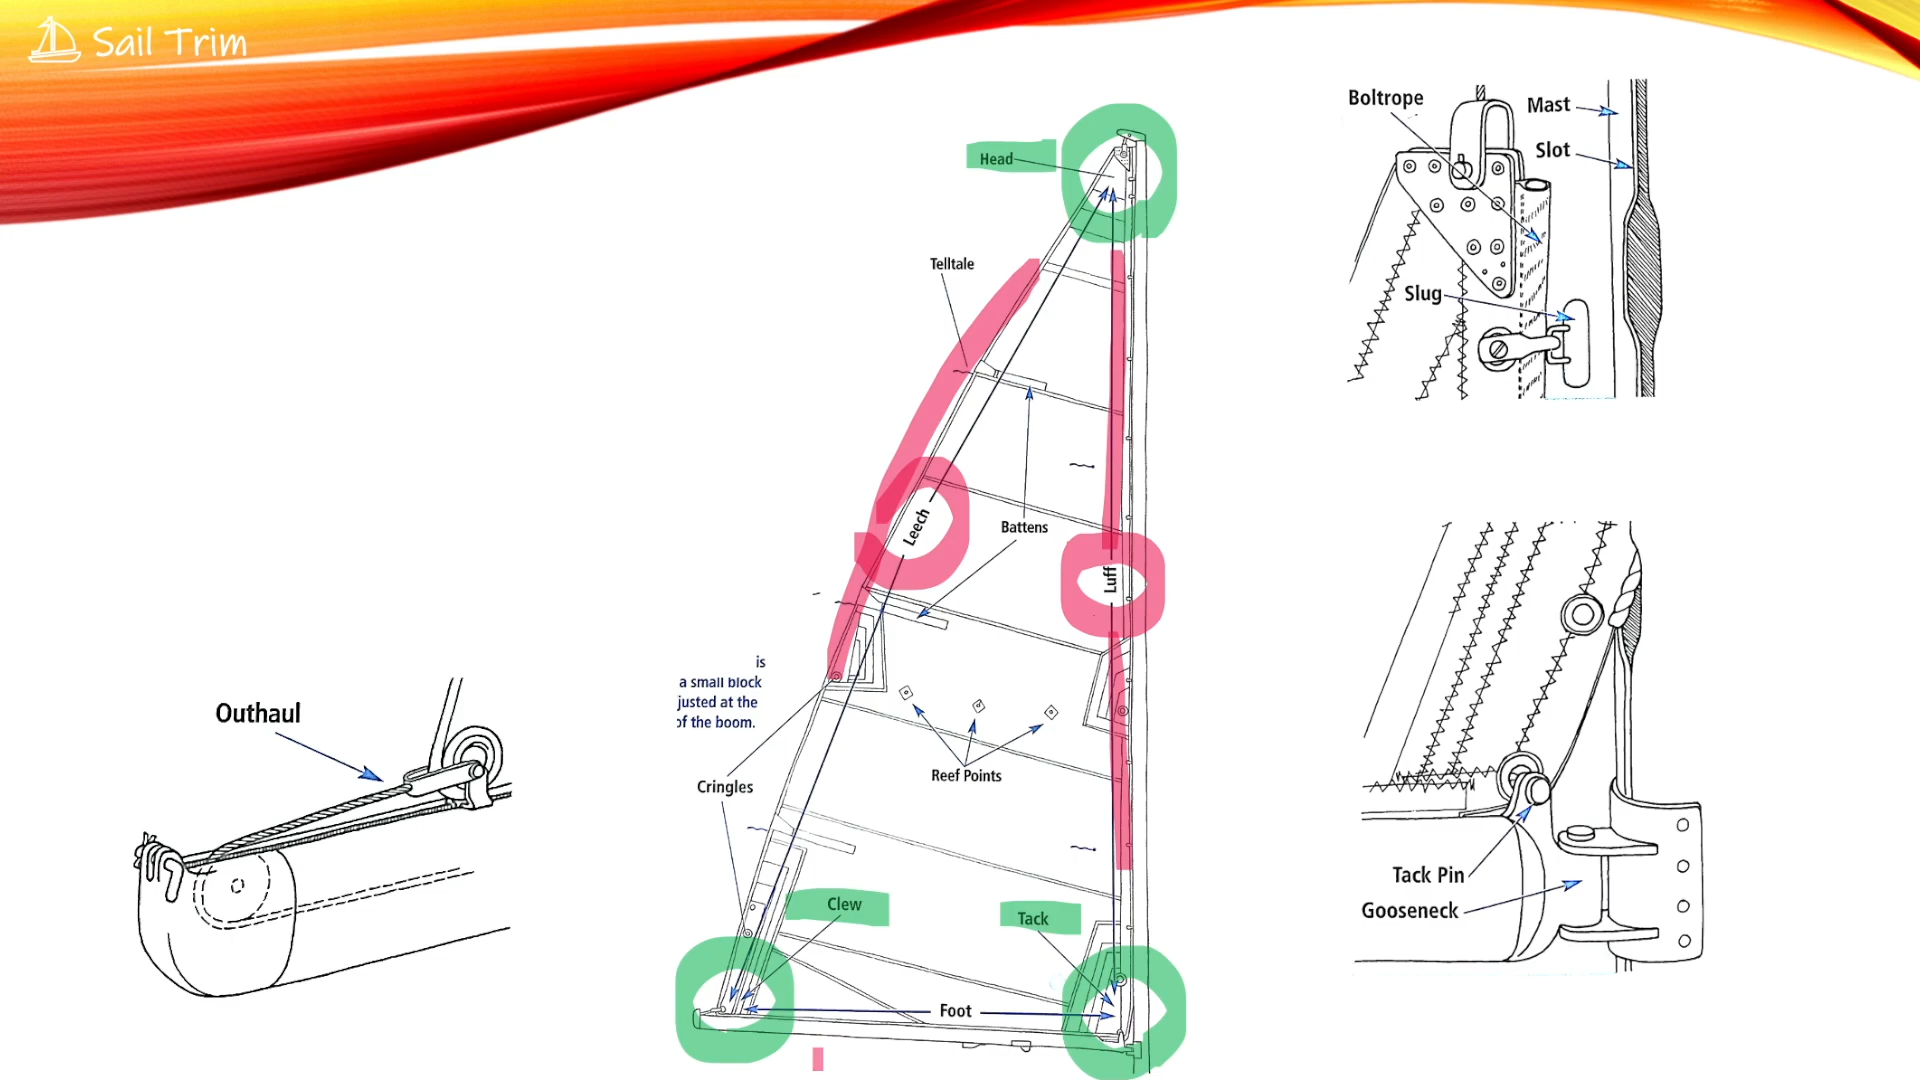 Sail Trim
Boltrope
Mast
Slot
Slug
Head
Telltale
Leech
Luff
Battens
is
a small block
justed at the
of the boom.
Reef Points
Cringles
Outhaul
Clew
Tack
Foot
Tack Pin
Gooseneck